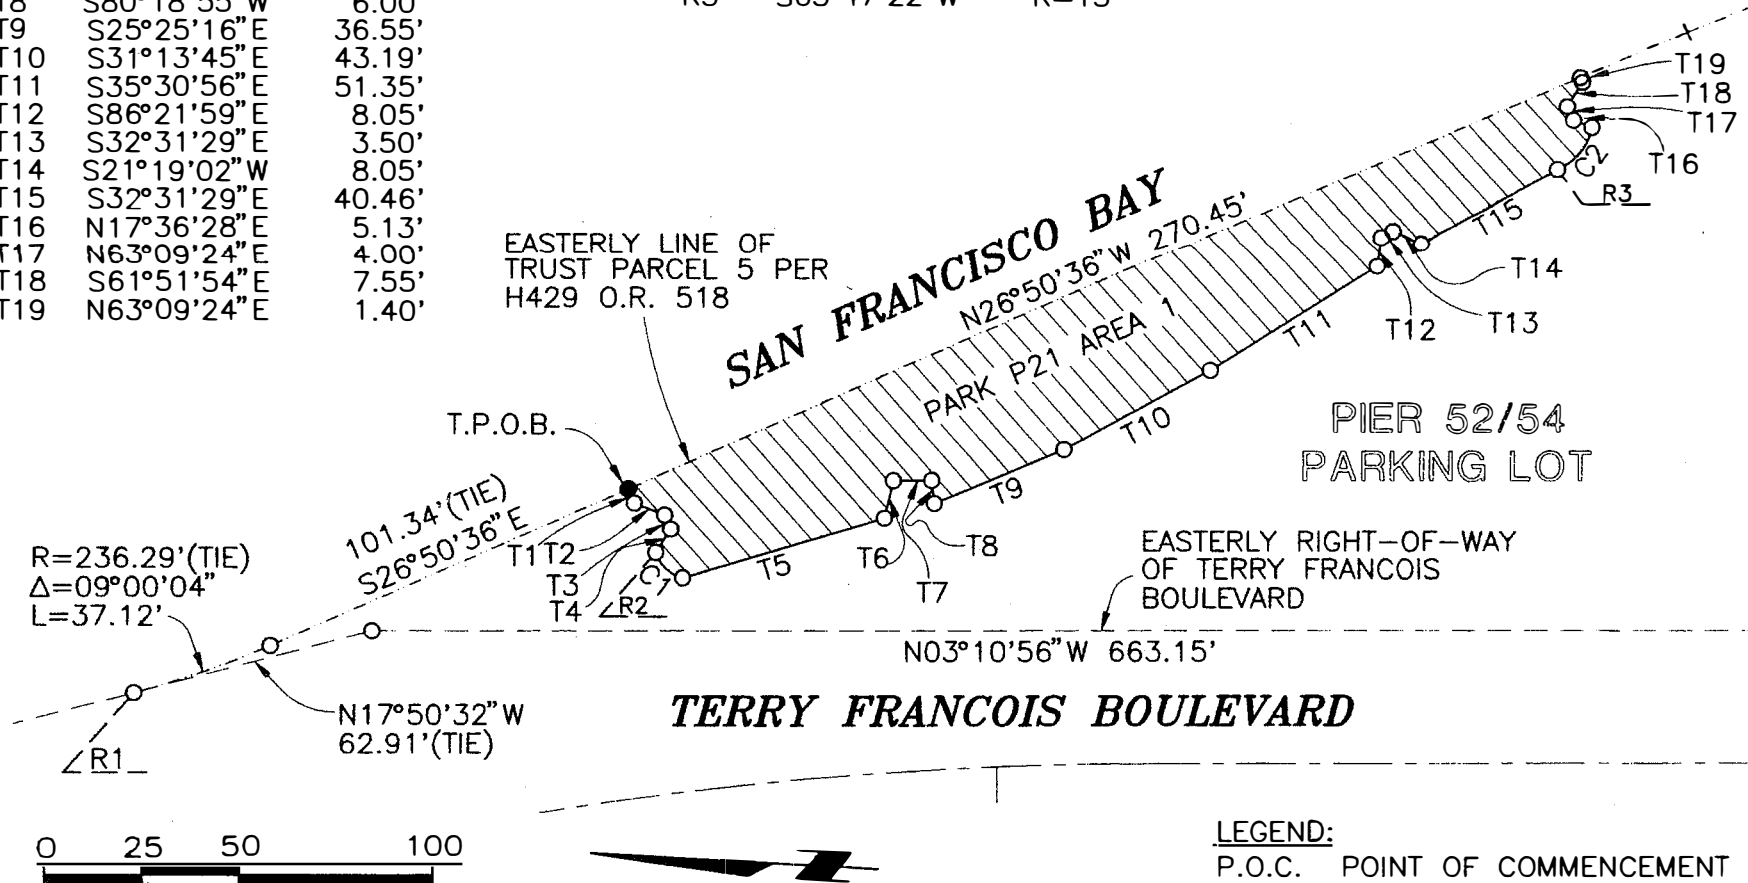 T8 S80°18'55"W 6.00'
T9 S25°25'16"E 36.55'
T10 S31°13'45"E 43.19'
T11 S35°30'56"E 51.35'
T12 S86°21'59"E 8.05'
T13 S32°31'29"E 3.50'
T14 S21°19'02"W 8.05'
T15 S32°31'29"E 40.46'
T16 N17°36'28"E 5.13'
T17 N63°09'24"E 4.00'
T18 S61°51'54"E 7.55'
T19 N63°09'24"E 1.40'
T19
T18
T17
T16
C2
R3
T15
T14
T13
T12
T11
T10
T9
EASTERLY LINE OF
TRUST PARCEL 5 PER
H429 O.R. 518
SAN FRANCISCO BAY
N26°50'36"W 270.45'
PARK P21 AREA 1
PIER 52/54
PARKING LOT
T.P.O.B.
101.34'(TIE)
S26°50'36"E
T1 T2
T3
T4
C1
R2
T5
T6
T7
T8
R=236.29'(TIE)
Δ=09°00'04"
L=37.12'
EASTERLY RIGHT-OF-WAY
OF TERRY FRANCOIS
BOULEVARD
N03°10'56"W 663.15'
TERRY FRANCOIS BOULEVARD
N17°50'32"W
62.91'(TIE)
R1
0 25 50 100
LEGEND:
P.O.C. POINT OF COMMENCEMENT